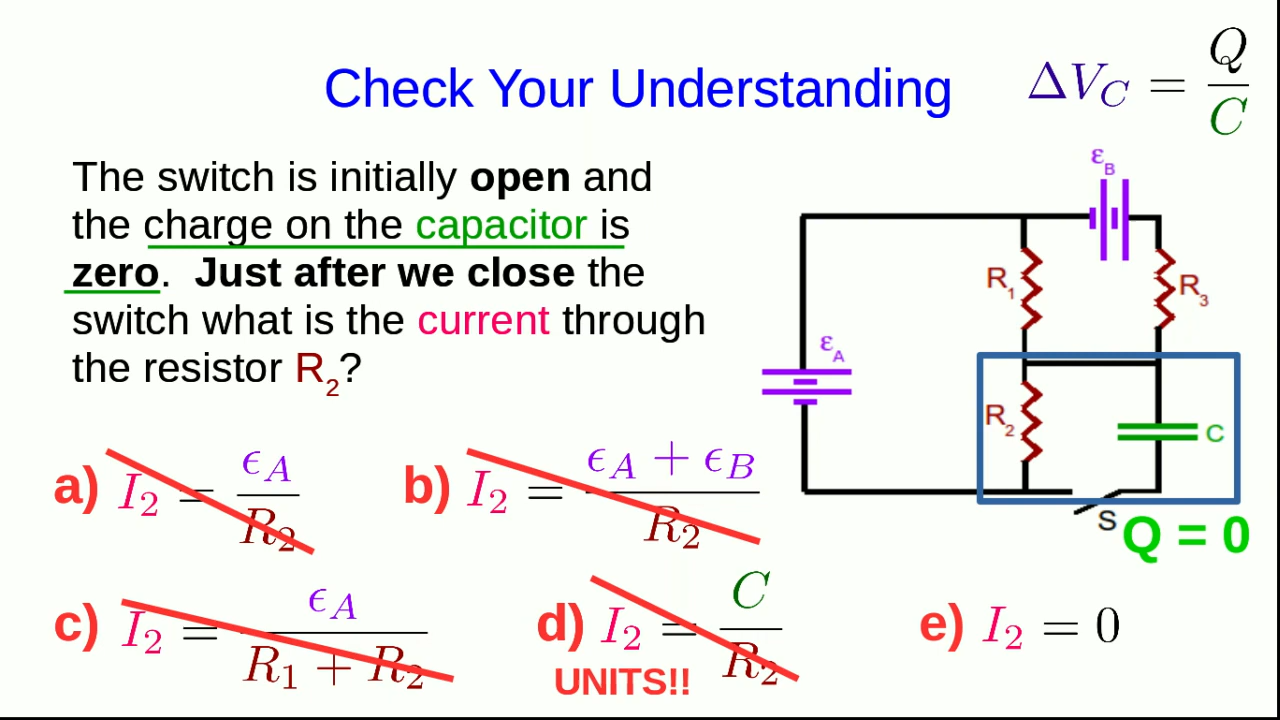 Check Your Understanding
ΔV_C = Q/C
The switch is initially open and
the charge on the capacitor is
zero. Just after we close the
switch what is the current through
the resistor R₂?
ε_B
R₁
R₃
ε_A
R₂
C
S
Q = 0
a) I₂ = ϵ_A/R₂
b) I₂ = (ϵ_A + ϵ_B)/R₂
c) I₂ = ϵ_A/(R₁ + R₂)
d) I₂ = C/R₂
UNITS!!
e) I₂ = 0